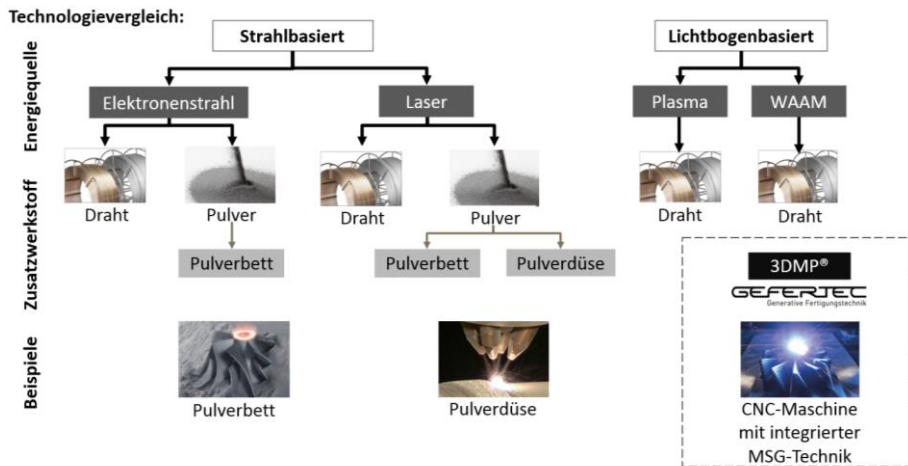 Technologievergleich:
Strahlbasiert
Lichtbogenbasiert
Energiequelle
Elektronenstrahl
Laser
Plasma
WAAM
Zusatzwerkstoff
Draht
Pulver
Draht
Pulver
Draht
Draht
Pulverbett
Pulverbett
Pulverdüse
3DMP®
GEFERTEC
Generative Fertigungstechnik
Beispiele
Pulverbett
Pulverdüse
CNC-Maschine
mit integrierter
MSG-Technik